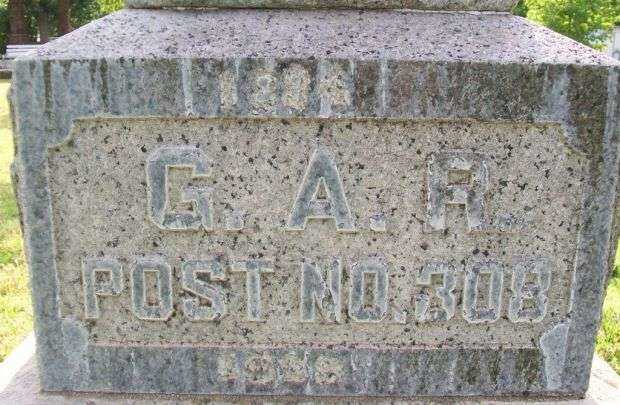 G. A. R.
POST NO. 308